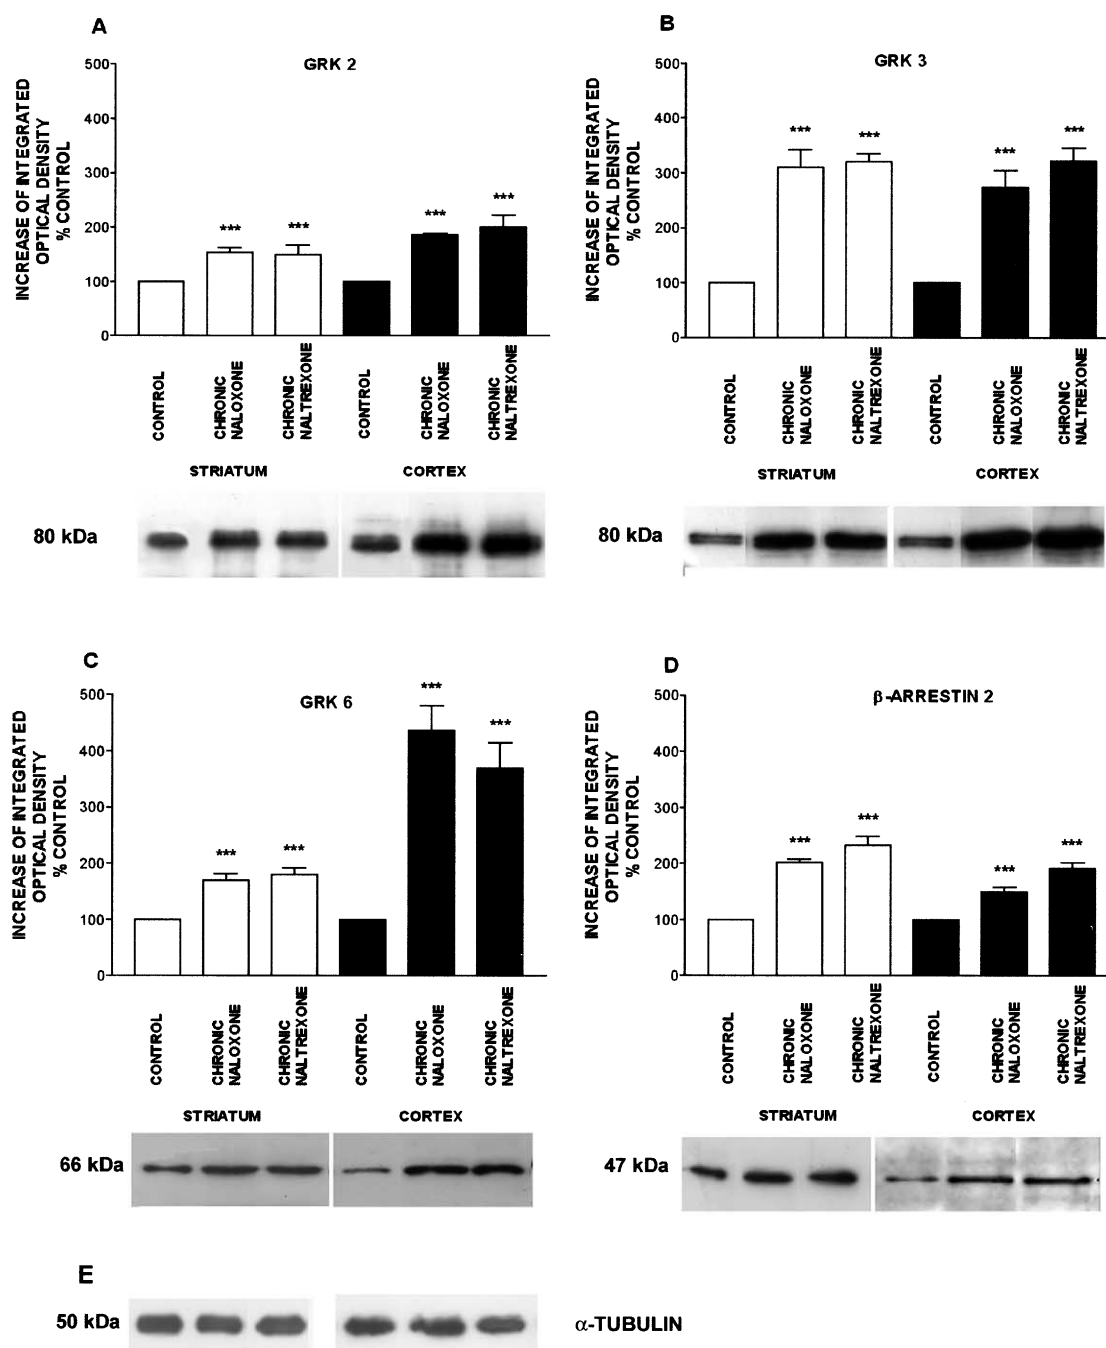 A
GRK 2
INCREASE OF INTEGRATED
OPTICAL DENSITY
% CONTROL
500
400
300
200
100
0
***
***
***
***
CONTROL
CHRONIC
NALOXONE
CHRONIC
NALTREXONE
CONTROL
CHRONIC
NALOXONE
CHRONIC
NALTREXONE
STRIATUM
CORTEX
80 kDa
B
GRK 3
INCREASE OF INTEGRATED
OPTICAL DENSITY
% CONTROL
500
400
300
200
100
0
***
***
***
***
CONTROL
CHRONIC
NALOXONE
CHRONIC
NALTREXONE
CONTROL
CHRONIC
NALOXONE
CHRONIC
NALTREXONE
STRIATUM
CORTEX
80 kDa
C
GRK 6
INCREASE OF INTEGRATED
OPTICAL DENSITY
% CONTROL
500
400
300
200
100
0
***
***
***
***
CONTROL
CHRONIC
NALOXONE
CHRONIC
NALTREXONE
CONTROL
CHRONIC
NALOXONE
CHRONIC
NALTREXONE
STRIATUM
CORTEX
66 kDa
D
β-ARRESTIN 2
INCREASE OF INTEGRATED
OPTICAL DENSITY
% CONTROL
500
400
300
200
100
0
***
***
***
***
CONTROL
CHRONIC
NALOXONE
CHRONIC
NALTREXONE
CONTROL
CHRONIC
NALOXONE
CHRONIC
NALTREXONE
STRIATUM
CORTEX
47 kDa
E
50 kDa
α-TUBULIN